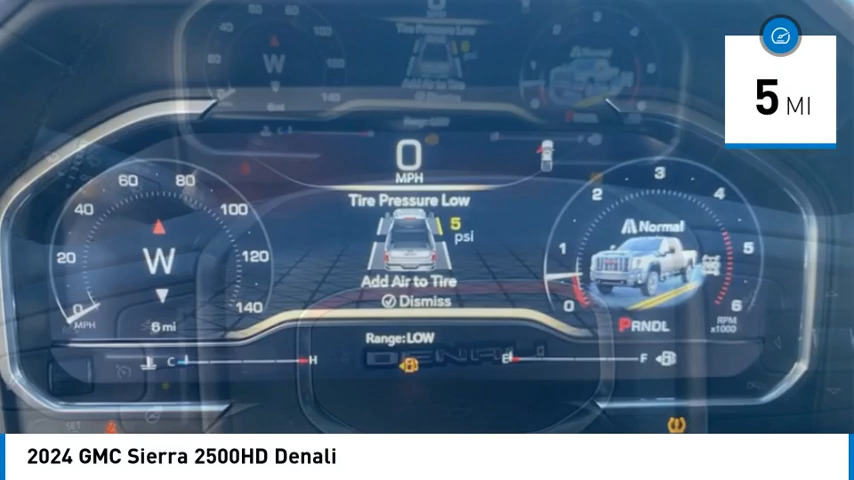 5 MI
0
MPH
Tire Pressure Low
5
psi
Add Air to Tire
Dismiss
0
20
40
60
80
100
120
140
MPH
W
6 mi
Normal
0
1
2
3
4
5
6
RPM
x1000
PRNDL
Range:LOW
C
H
E
F
DENALI
SET
2024 GMC Sierra 2500HD Denali